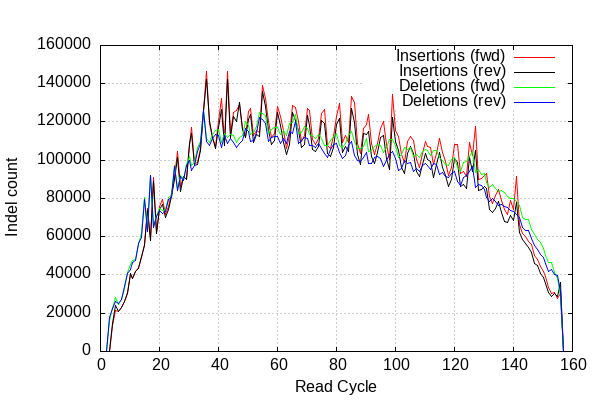 160000
140000
120000
100000
80000
60000
40000
20000
0
Indel count
Insertions (fwd)
Insertions (rev)
Deletions (fwd)
Deletions (rev)
0 20 40 60 80 100 120 140 160
Read Cycle